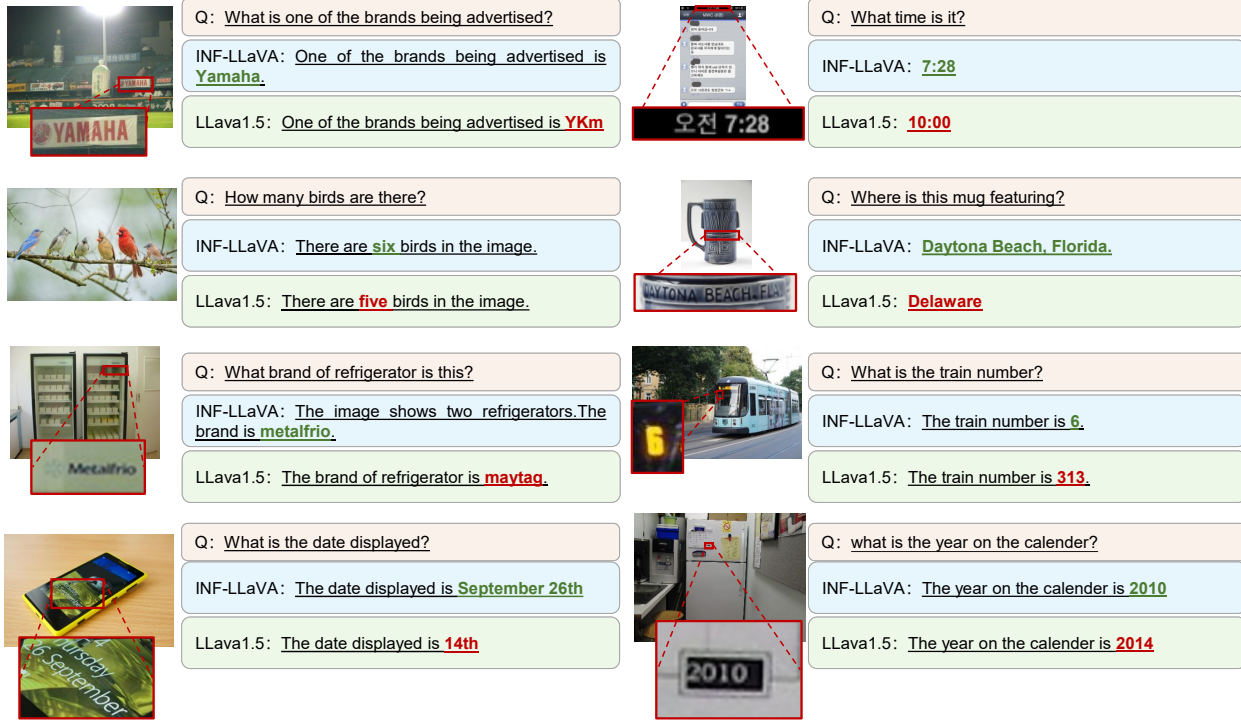 Q: What is one of the brands being advertised?
INF-LLaVA: One of the brands being advertised is
Yamaha.
LLava1.5: One of the brands being advertised is YKm
YAMAHA
YAMAHA
Q: How many birds are there?
INF-LLaVA: There are six birds in the image.
LLava1.5: There are five birds in the image.
Q: What brand of refrigerator is this?
INF-LLaVA: The image shows two refrigerators.The
brand is metalfrio.
LLava1.5: The brand of refrigerator is maytag.
Metalfrio
Q: What is the date displayed?
INF-LLaVA: The date displayed is September 26th
LLava1.5: The date displayed is 14th
hursday
6 September
Q: What time is it?
INF-LLaVA: 7:28
LLava1.5: 10:00
오전 7:28
Q: Where is this mug featuring?
INF-LLaVA: Daytona Beach, Florida.
LLava1.5: Delaware
DAYTONA BEACH, FLA
Q: What is the train number?
INF-LLaVA: The train number is 6.
LLava1.5: The train number is 313.
6
Q: what is the year on the calender?
INF-LLaVA: The year on the calender is 2010
LLava1.5: The year on the calender is 2014
2010